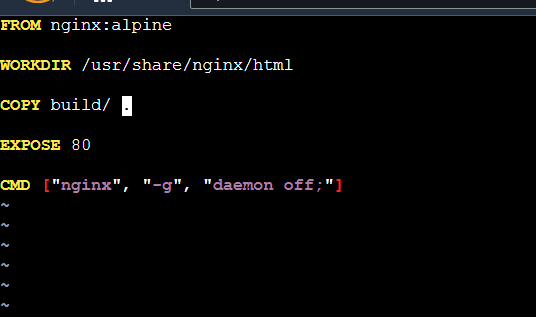 FROM nginx:alpine
WORKDIR /usr/share/nginx/html
COPY build/ .
EXPOSE 80
CMD ["nginx", "-g", "daemon off;"]
~
~
~
~
~
~